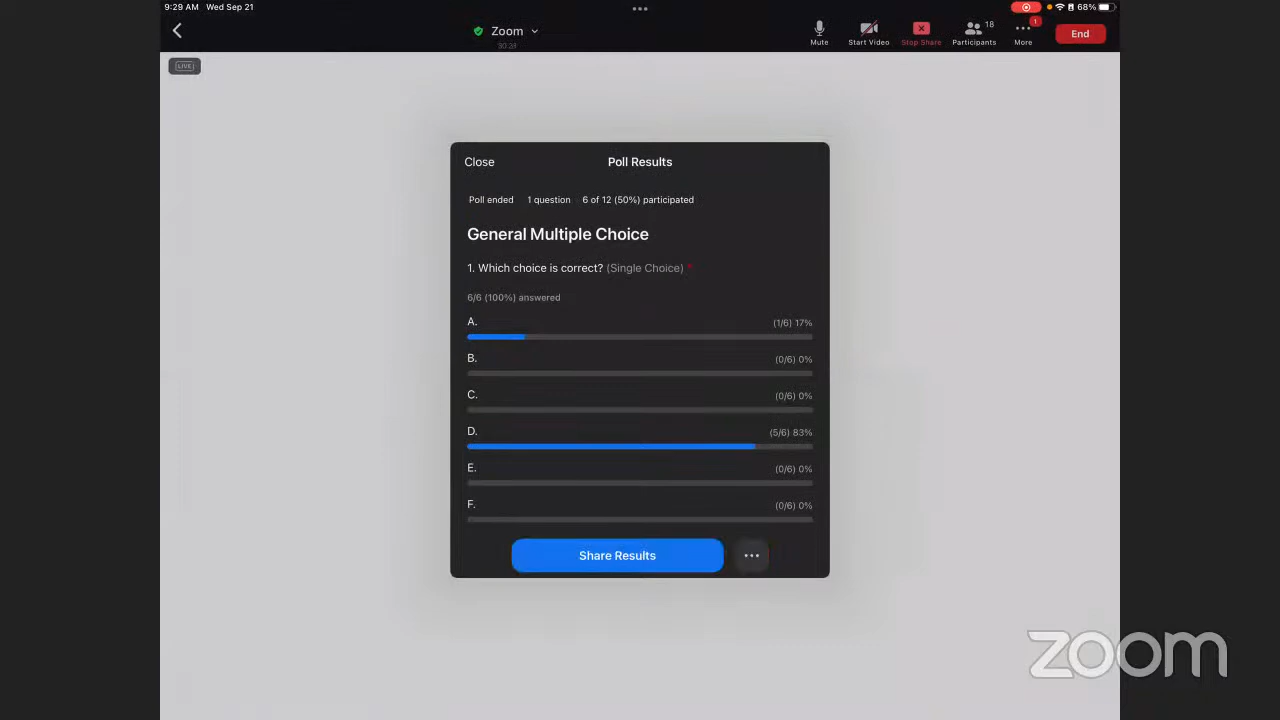 9:29 AM Wed Sep 21
68%
Zoom
Mute
Start Video
Stop Share
18
Participants
1
More
End
LIVE
Close
Poll Results
Poll ended 1 question 6 of 12 (50%) participated
General Multiple Choice
1. Which choice is correct? (Single Choice) *
6/6 (100%) answered
A. (1/6) 17%
B. (0/6) 0%
C. (0/6) 0%
D. (5/6) 83%
E. (0/6) 0%
F. (0/6) 0%
Share Results
zoom